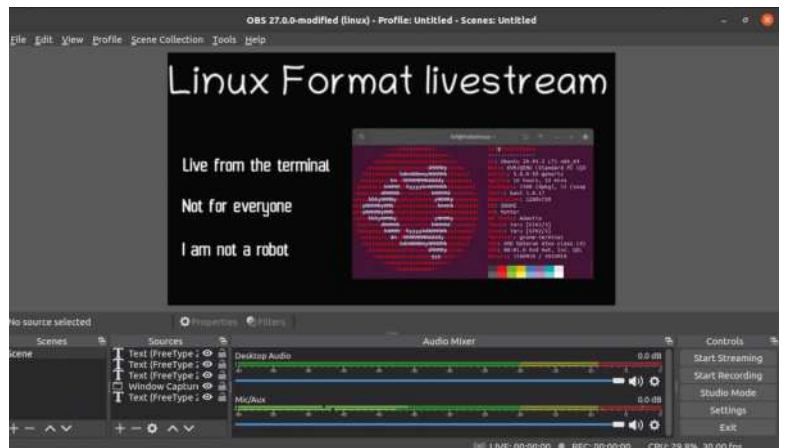 OBS 27.0.0-modified (linux) - Profile: Untitled - Scenes: Untitled
File Edit View Profile Scene Collection Tools Help
Linux Format livestream
Live from the terminal
Not for everyone
I am not a robot
No source selected
Properties
Filters
Scenes
Scene
Sources
Text (FreeType 2
Text (FreeType 2
Text (FreeType 2
Window Captur
Text (FreeType 2
Audio Mixer
Desktop Audio 0.0 dB
Mic/Aux 0.0 dB
Controls
Start Streaming
Start Recording
Studio Mode
Settings
Exit
LIVE: 00:00:00 REC: 00:00:00 CPU: 29.8%, 30.00 fps